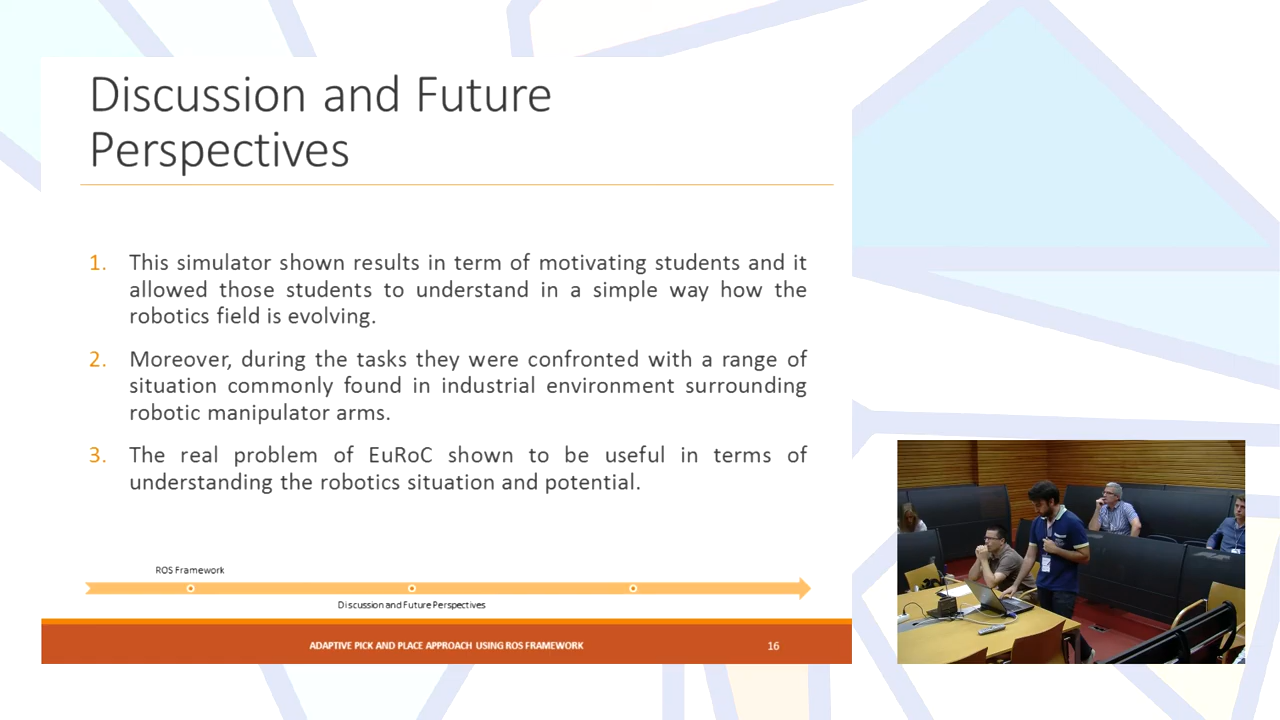 Discussion and Future
Perspectives
1. This simulator shown results in term of motivating students and it
allowed those students to understand in a simple way how the
robotics field is evolving.
2. Moreover, during the tasks they were confronted with a range of
situation commonly found in industrial environment surrounding
robotic manipulator arms.
3. The real problem of EuRoC shown to be useful in terms of
understanding the robotics situation and potential.
ROS Framework
Discussion and Future Perspectives
ADAPTIVE PICK AND PLACE APPROACH USING ROS FRAMEWORK 16